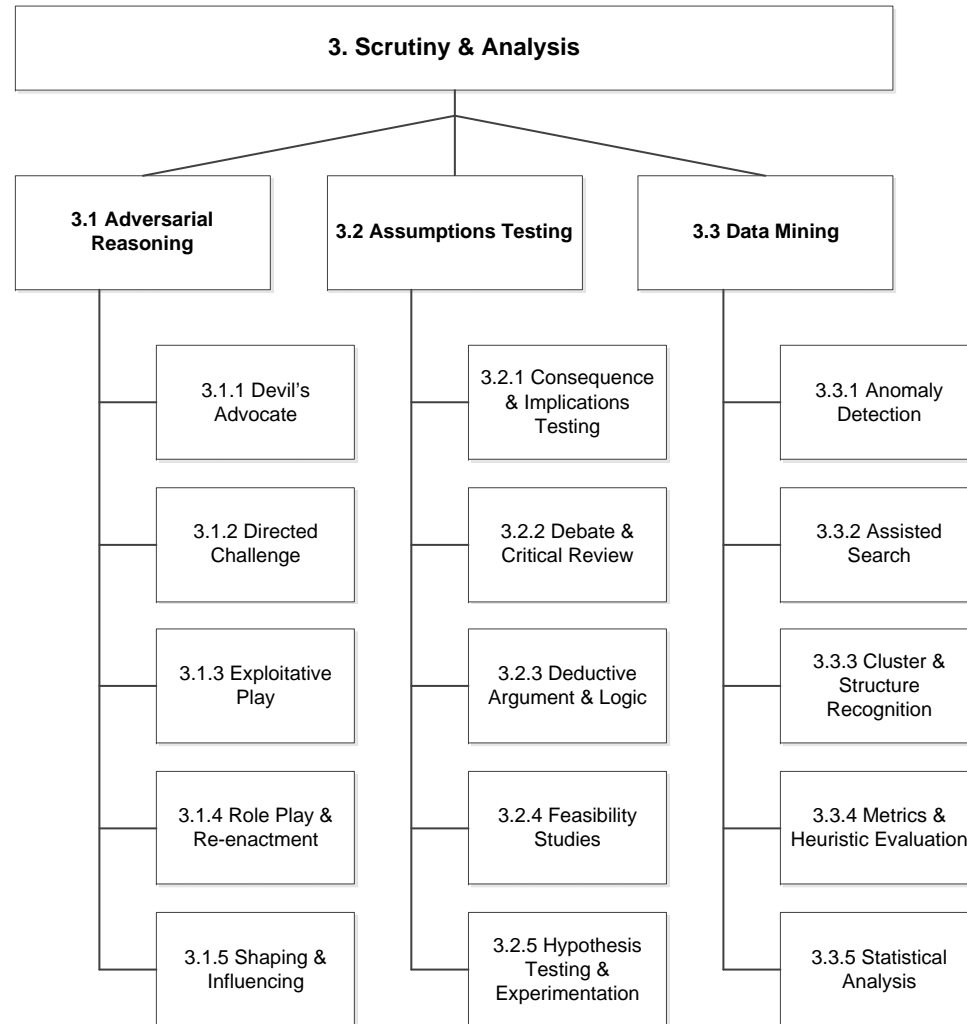 3. Scrutiny & Analysis
3.1 Adversarial
Reasoning
3.2 Assumptions Testing
3.3 Data Mining
3.1.1 Devil’s
Advocate
3.1.2 Directed
Challenge
3.1.3 Exploitative
Play
3.1.4 Role Play &
Re-enactment
3.1.5 Shaping &
Influencing
3.2.1 Consequence
& Implications
Testing
3.2.2 Debate &
Critical Review
3.2.3 Deductive
Argument & Logic
3.2.4 Feasibility
Studies
3.2.5 Hypothesis
Testing &
Experimentation
3.3.1 Anomaly
Detection
3.3.2 Assisted
Search
3.3.3 Cluster &
Structure
Recognition
3.3.4 Metrics &
Heuristic Evaluation
3.3.5 Statistical
Analysis